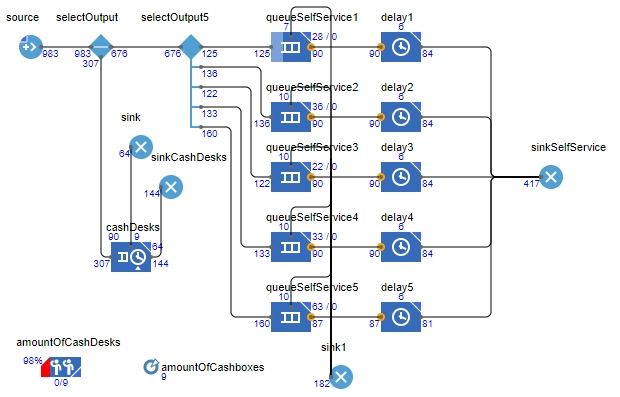 source
selectOutput
selectOutput5
queueSelfService1
delay1
7
28 / 0
6
983
983
676
676
125
125
90
90
84
307
136
queueSelfService2
delay2
10
36 / 0
6
122
136
90
90
84
133
sink
160
queueSelfService3
delay3
sinkSelfService
64
sinkCashDesks
10
22 / 0
6
144
122
90
90
84
417
queueSelfService4
delay4
cashDesks
10
33 / 0
6
90
9
64
133
90
90
84
307
144
queueSelfService5
delay5
10
63 / 0
6
160
87
87
81
amountOfCashDesks
sink1
98%
amountOfCashboxes
0/9
9
182